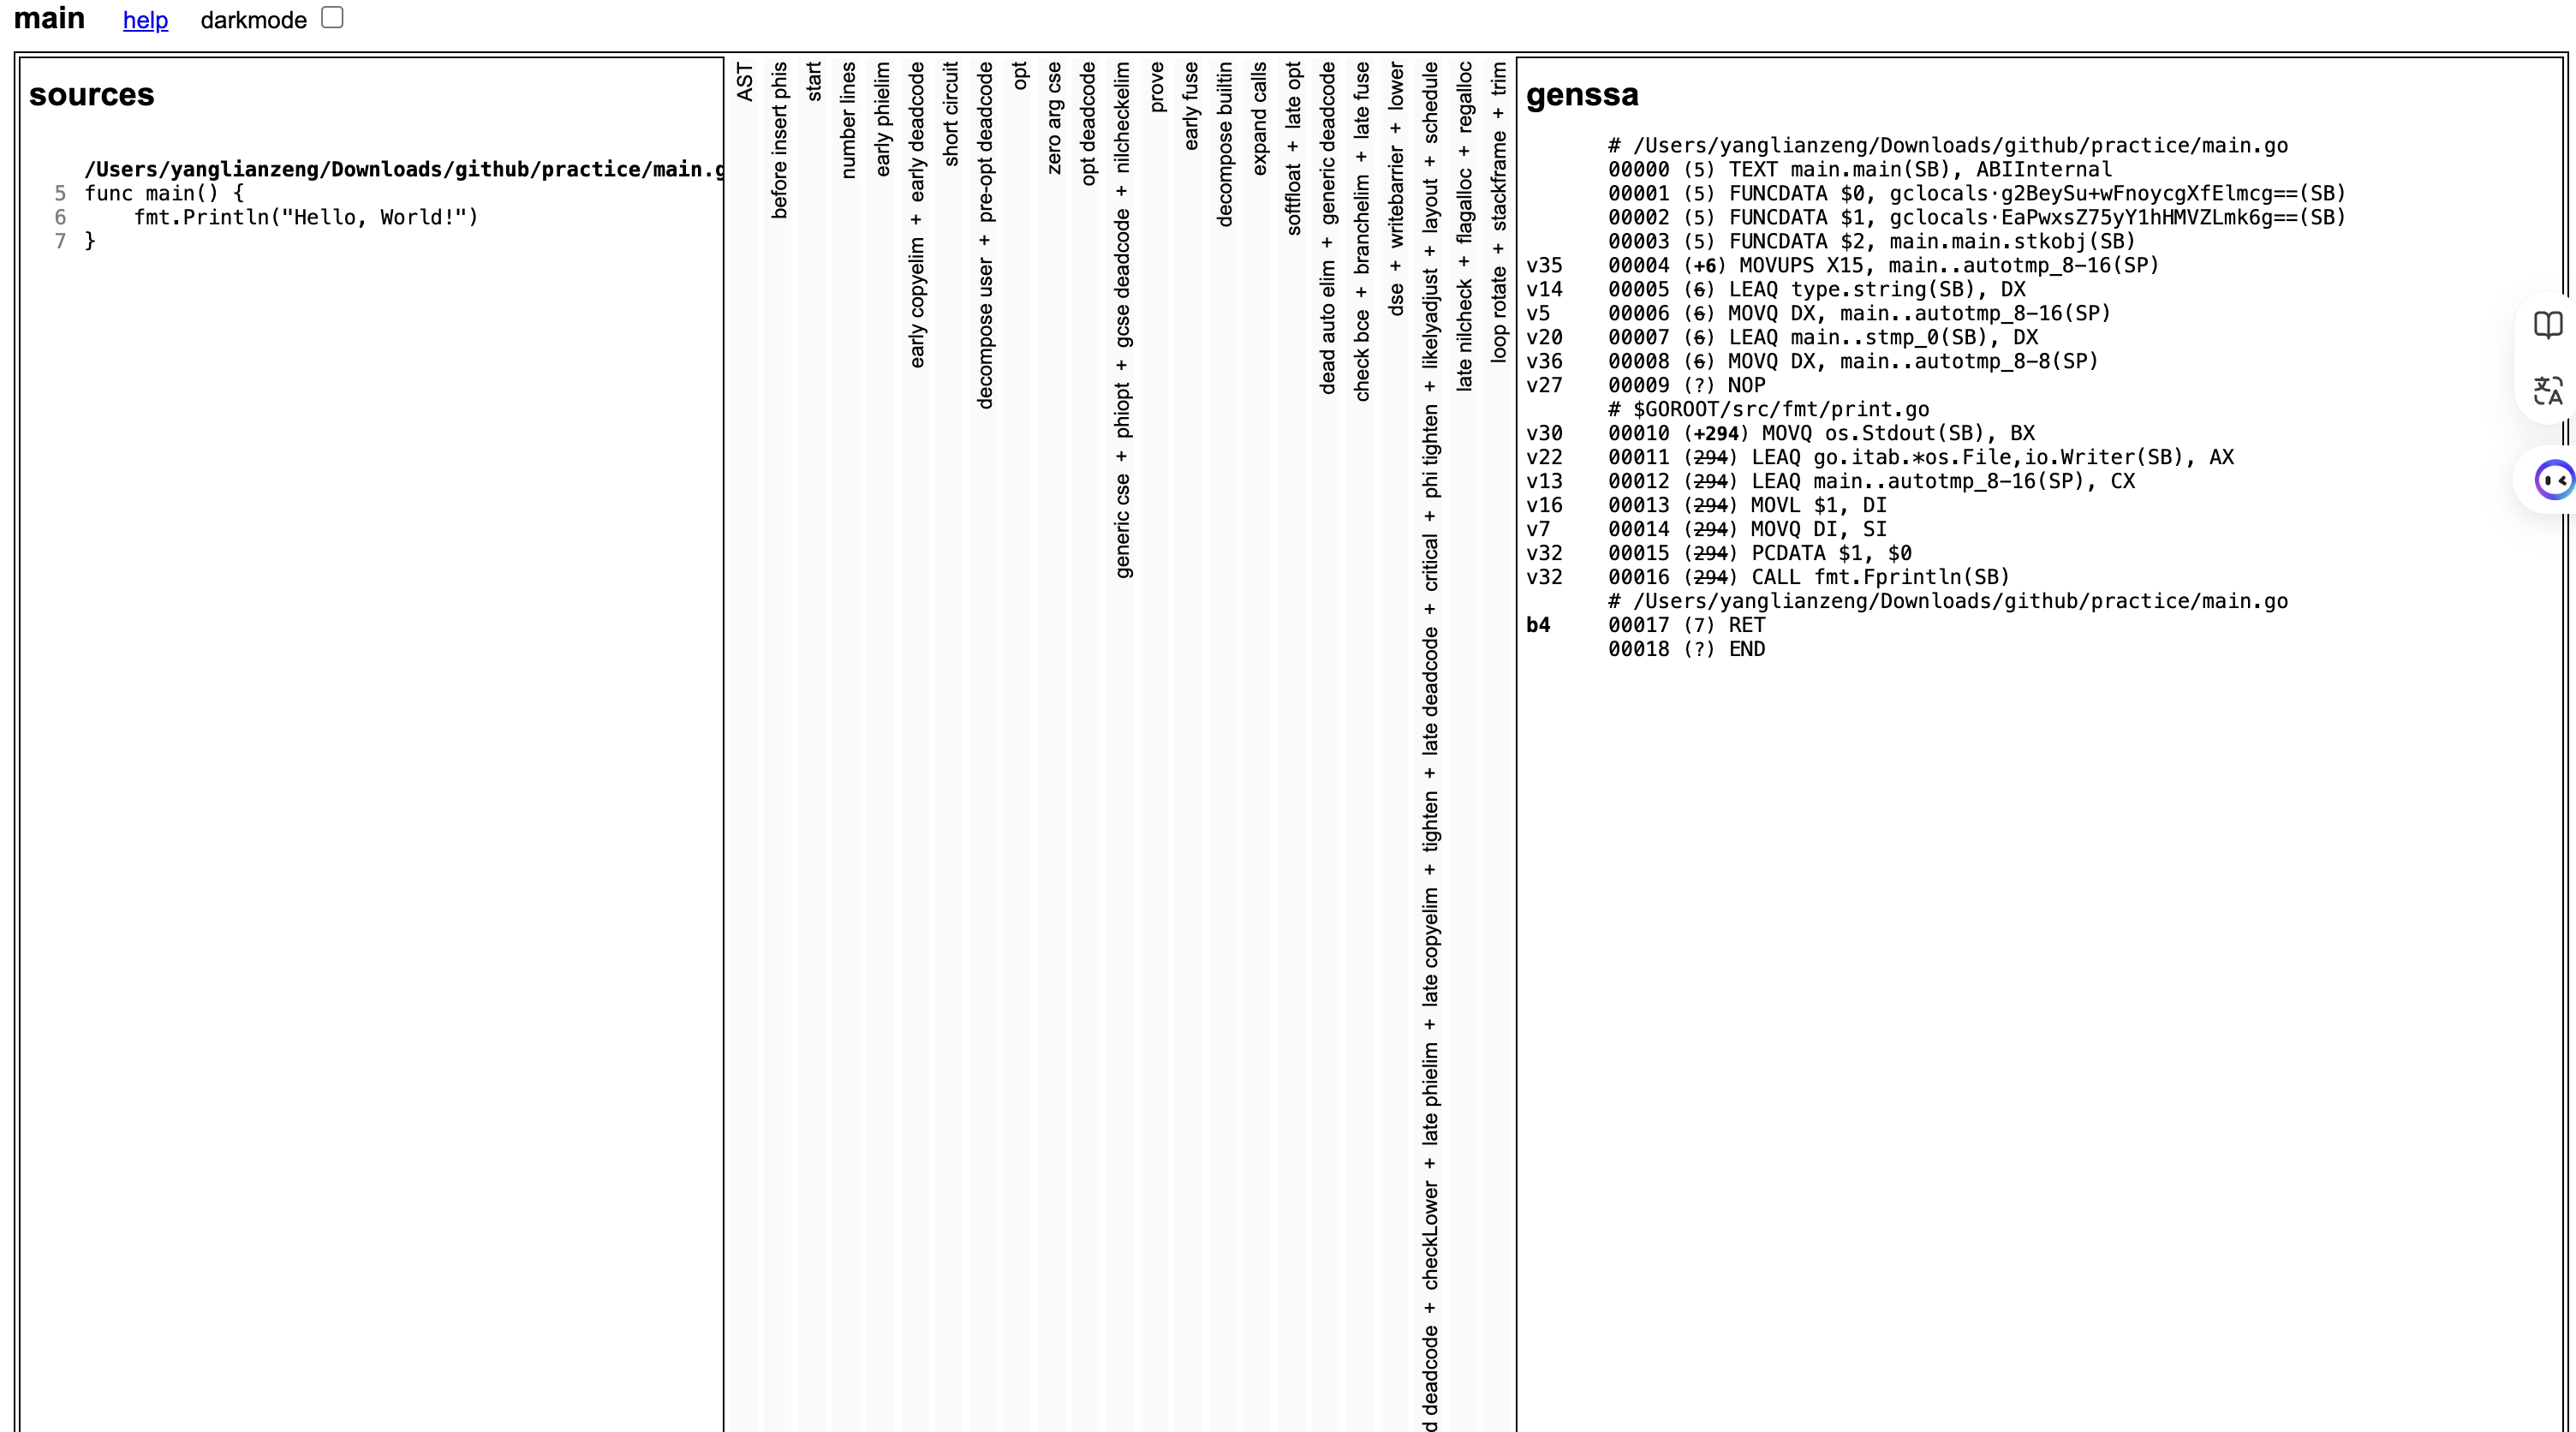 main help darkmode
sources
/Users/yanglianzeng/Downloads/github/practice/main.g
5 func main() {
6     fmt.Println("Hello, World!")
7 }
AST
before insert phis
start
number lines
early phielim
early copyelim + early deadcode
short circuit
decompose user + pre-opt deadcode
opt
zero arg cse
opt deadcode
generic cse + phiopt + gcse deadcode + nilcheckelim
prove
early fuse
decompose builtin
expand calls
softfloat + late opt
dead auto elim + generic deadcode
check bce + branchelim + late fuse
dse + writebarrier + lower
d deadcode + checkLower + late phielim + late copyelim + tighten + late deadcode + critical + phi tighten + likelyadjust + layout + schedule
late nilcheck + flagalloc + regalloc
loop rotate + stackframe + trim
genssa
# /Users/yanglianzeng/Downloads/github/practice/main.go
00000 (5) TEXT main.main(SB), ABIInternal
00001 (5) FUNCDATA $0, gclocals·g2BeySu+wFnoycgXfElmcg==(SB)
00002 (5) FUNCDATA $1, gclocals·EaPwxsZ75yY1hHMVZLmk6g==(SB)
00003 (5) FUNCDATA $2, main.main.stkobj(SB)
v35 00004 (+6) MOVUPS X15, main..autotmp_8-16(SP)
v14 00005 (6) LEAQ type.string(SB), DX
v5 00006 (6) MOVQ DX, main..autotmp_8-16(SP)
v20 00007 (6) LEAQ main..stmp_0(SB), DX
v36 00008 (6) MOVQ DX, main..autotmp_8-8(SP)
v27 00009 (?) NOP
# $GOROOT/src/fmt/print.go
v30 00010 (+294) MOVQ os.Stdout(SB), BX
v22 00011 (294) LEAQ go.itab.*os.File,io.Writer(SB), AX
v13 00012 (294) LEAQ main..autotmp_8-16(SP), CX
v16 00013 (294) MOVL $1, DI
v7 00014 (294) MOVQ DI, SI
v32 00015 (294) PCDATA $1, $0
v32 00016 (294) CALL fmt.Fprintln(SB)
# /Users/yanglianzeng/Downloads/github/practice/main.go
b4 00017 (7) RET
00018 (?) END